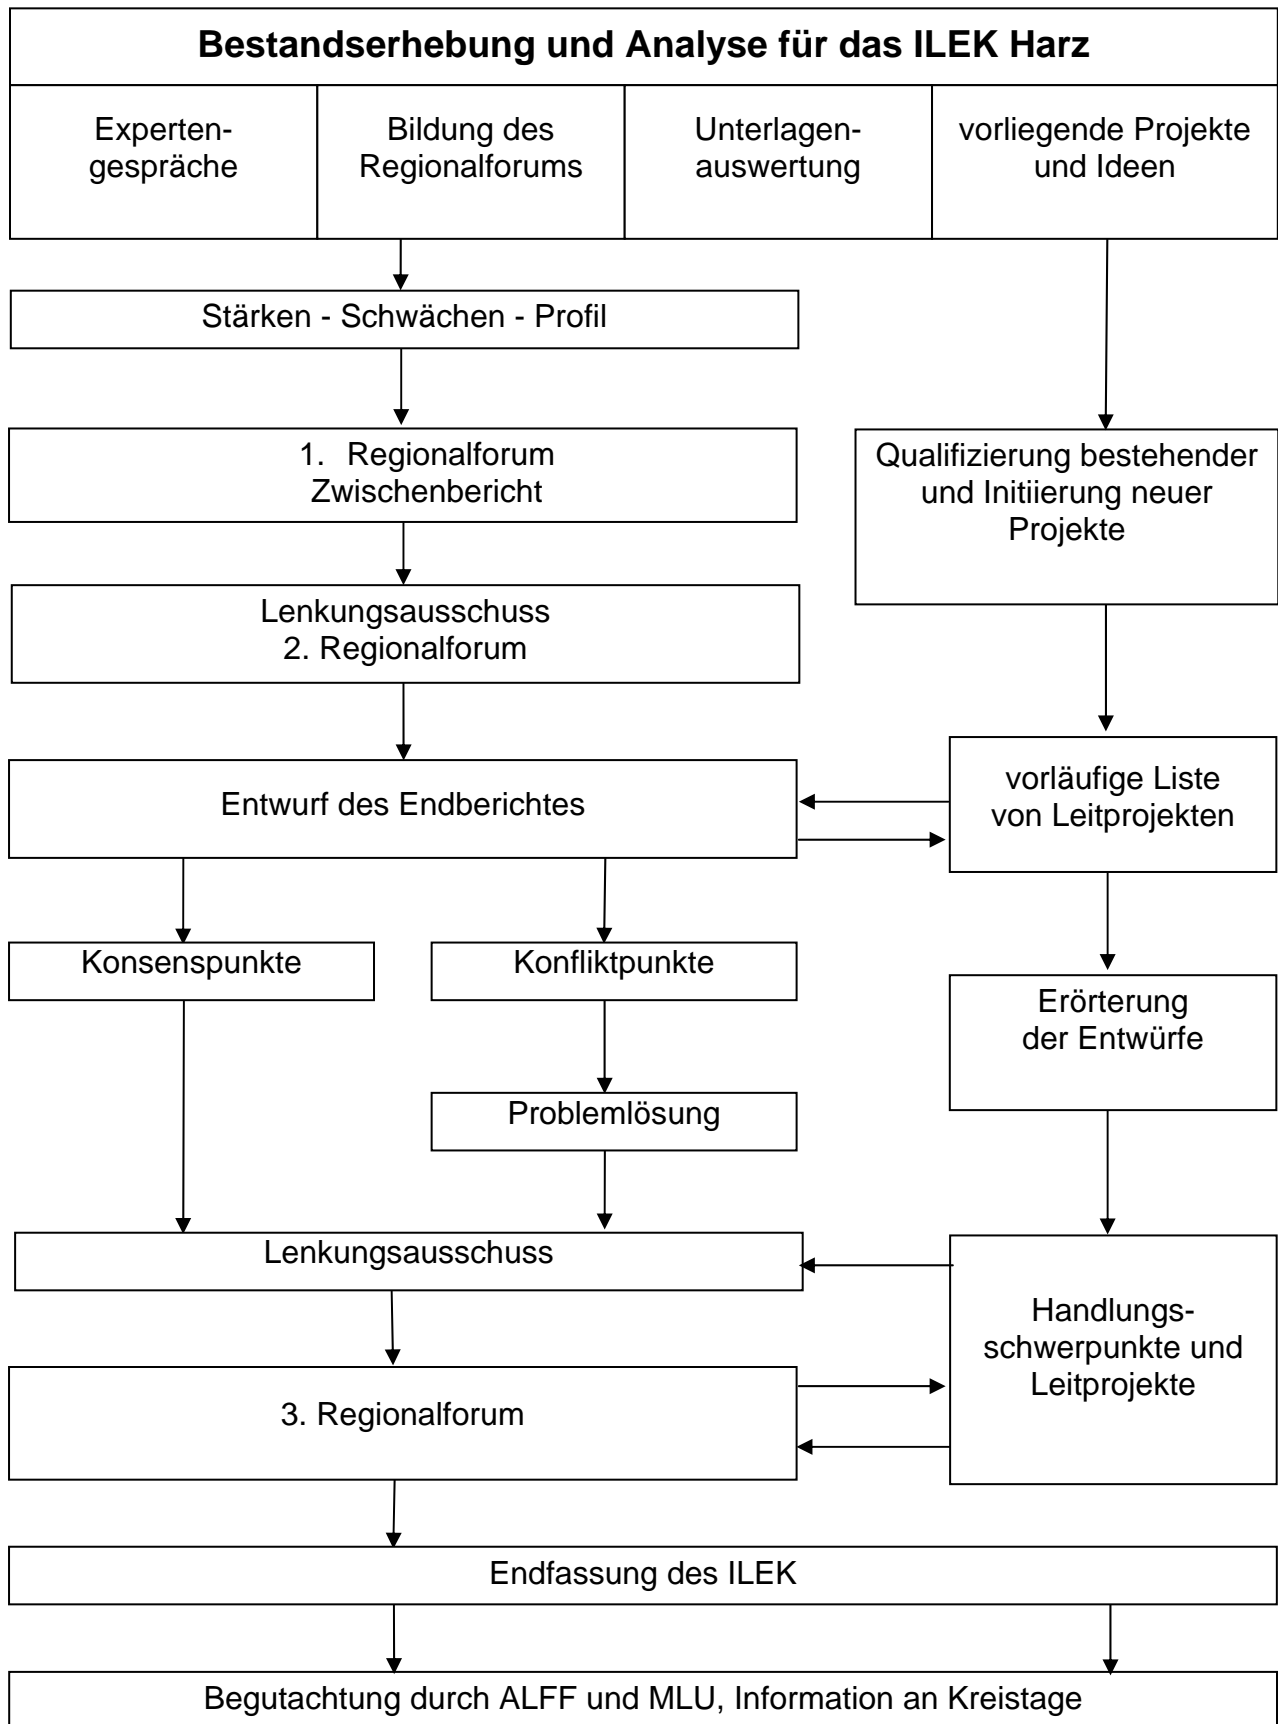 Bestandserhebung und Analyse für das ILEK Harz
Experten-
gespräche
Bildung des
Regionalforums
Unterlagen-
auswertung
vorliegende Projekte
und Ideen
Stärken - Schwächen - Profil
1. Regionalforum
Zwischenbericht
Qualifizierung bestehender
und Initiierung neuer
Projekte
Lenkungsausschuss
2. Regionalforum
Entwurf des Endberichtes
vorläufige Liste
von Leitprojekten
Konsenspunkte
Konfliktpunkte
Erörterung
der Entwürfe
Problemlösung
Lenkungsausschuss
Handlungs-
schwerpunkte und
Leitprojekte
3. Regionalforum
Endfassung des ILEK
Begutachtung durch ALFF und MLU, Information an Kreistage